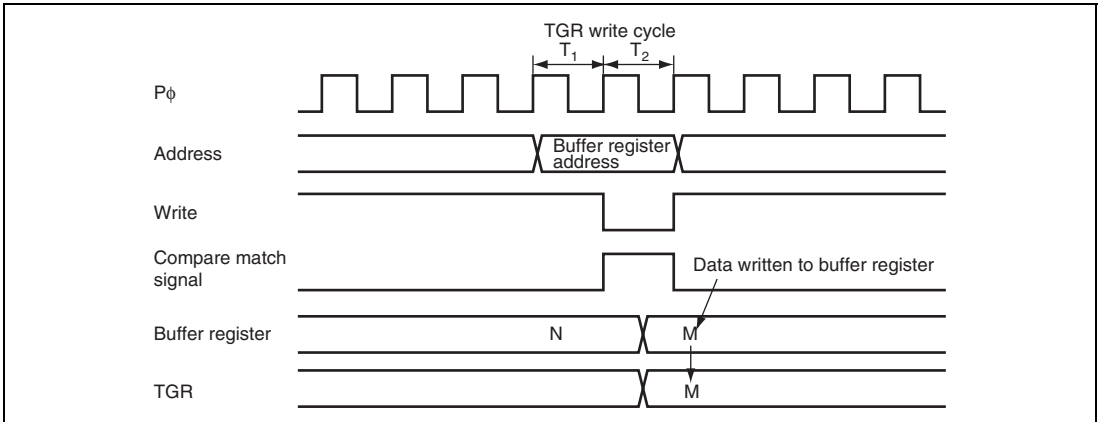 TGR write cycle
T1 T2
Pϕ
Address
Buffer register
address
Write
Compare match
signal
Data written to buffer register
Buffer register
N
M
TGR
M